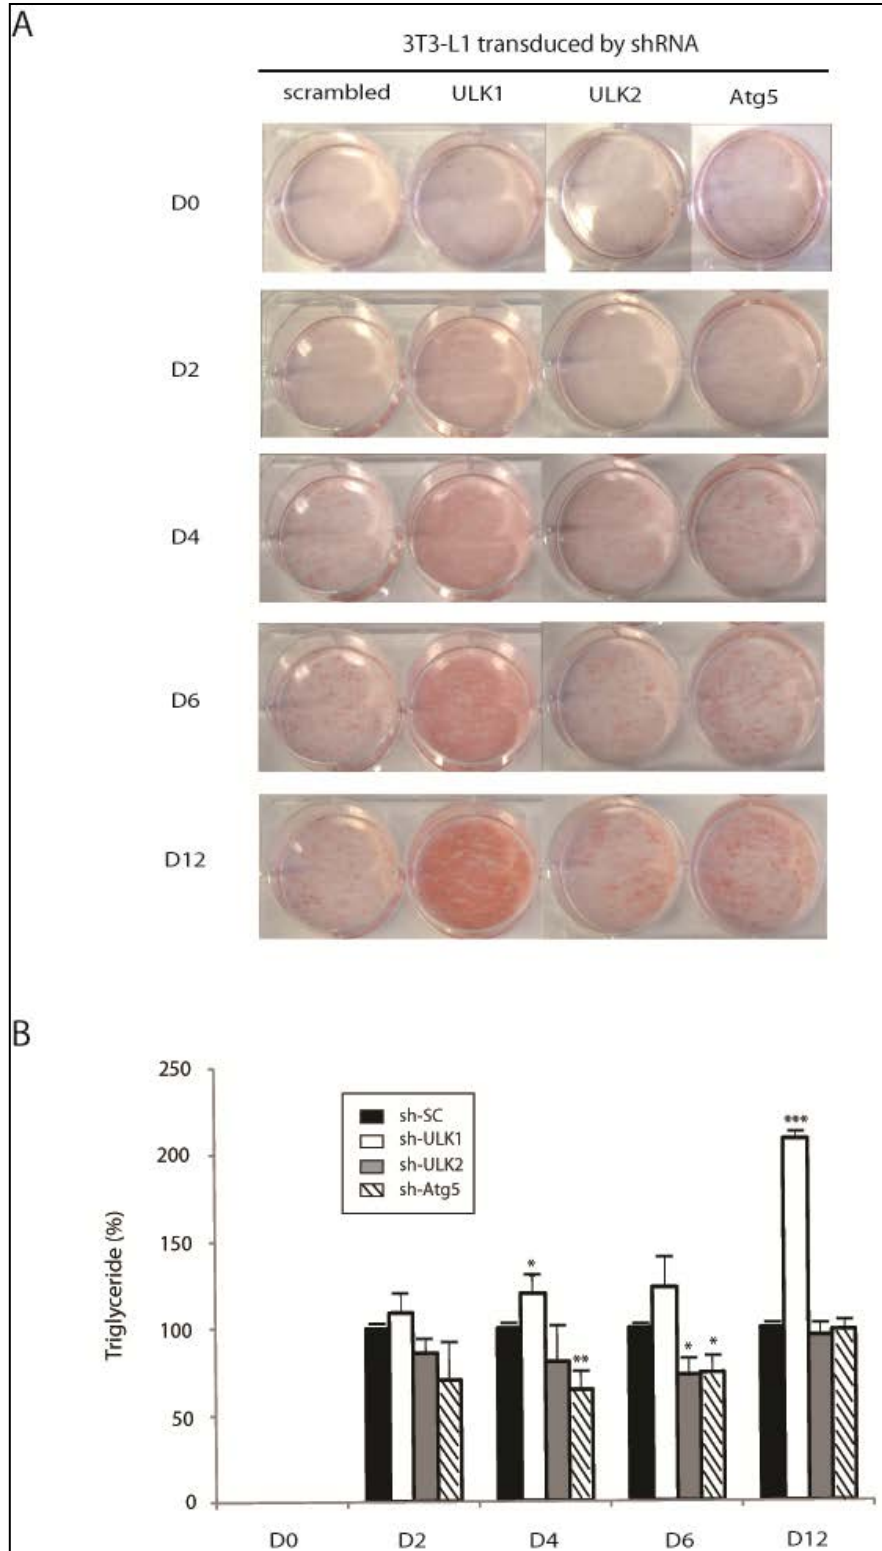 A
3T3-L1 transduced by shRNA
scrambled ULK1 ULK2 Atg5
D0
D2
D4
D6
D12
B
250
200
150
100
50
0
Triglyceride (%)
sh-SC
sh-ULK1
sh-ULK2
sh-Atg5
*
**
*
*
***
D0 D2 D4 D6 D12